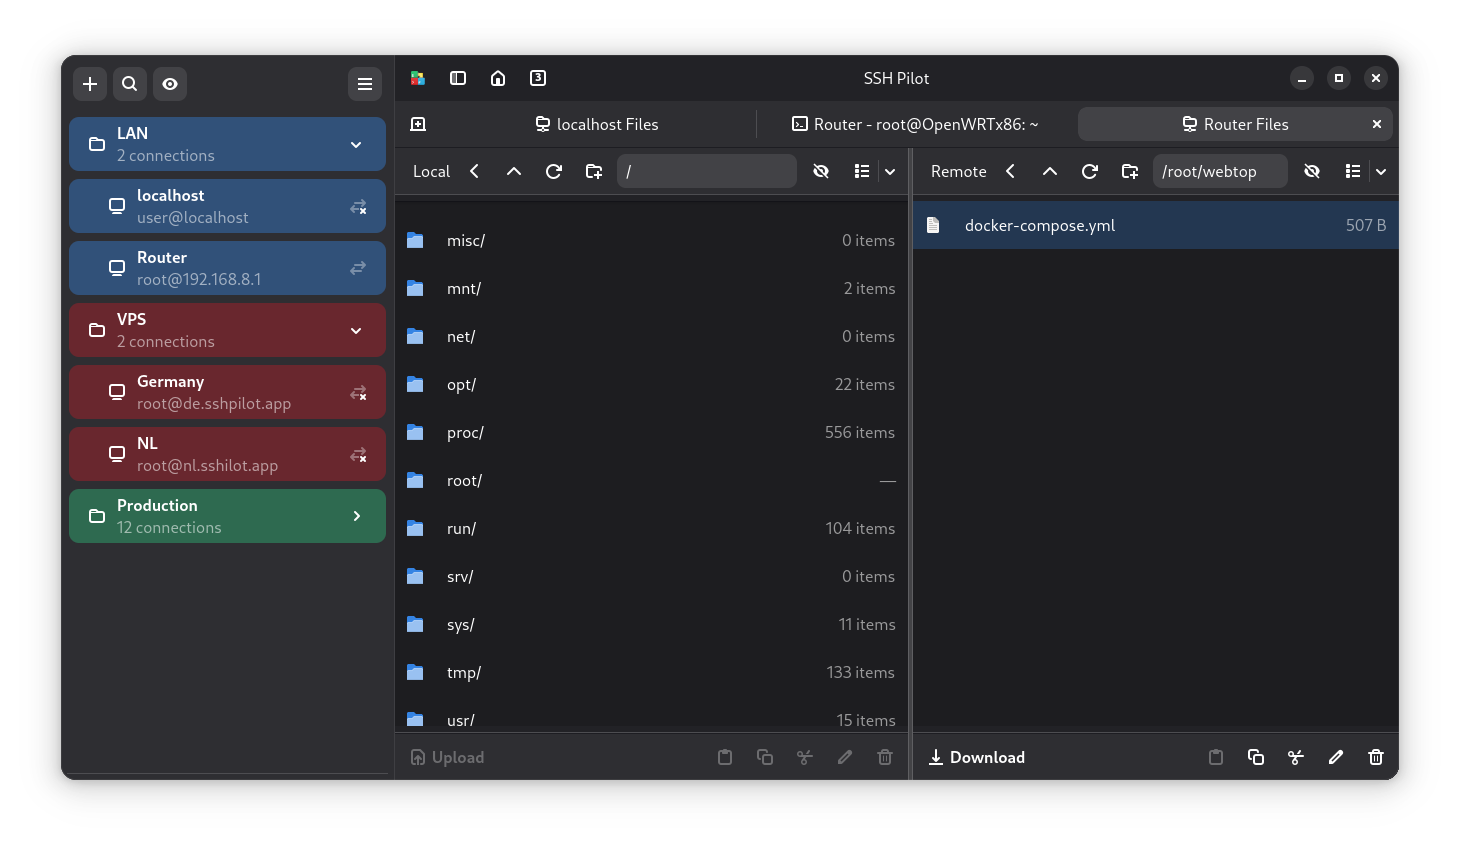 3
SSH Pilot
LAN
2 connections
localhost
user@localhost
Router
root@192.168.8.1
VPS
2 connections
Germany
root@de.sshpilot.app
NL
root@nl.sshilot.app
Production
12 connections
localhost Files
Router - root@OpenWRTx86: ~
Router Files
Local
/
misc/ 0 items
mnt/ 2 items
net/ 0 items
opt/ 22 items
proc/ 556 items
root/ —
run/ 104 items
srv/ 0 items
sys/ 11 items
tmp/ 133 items
usr/ 15 items
Upload
Remote
/root/webtop
docker-compose.yml 507 B
Download